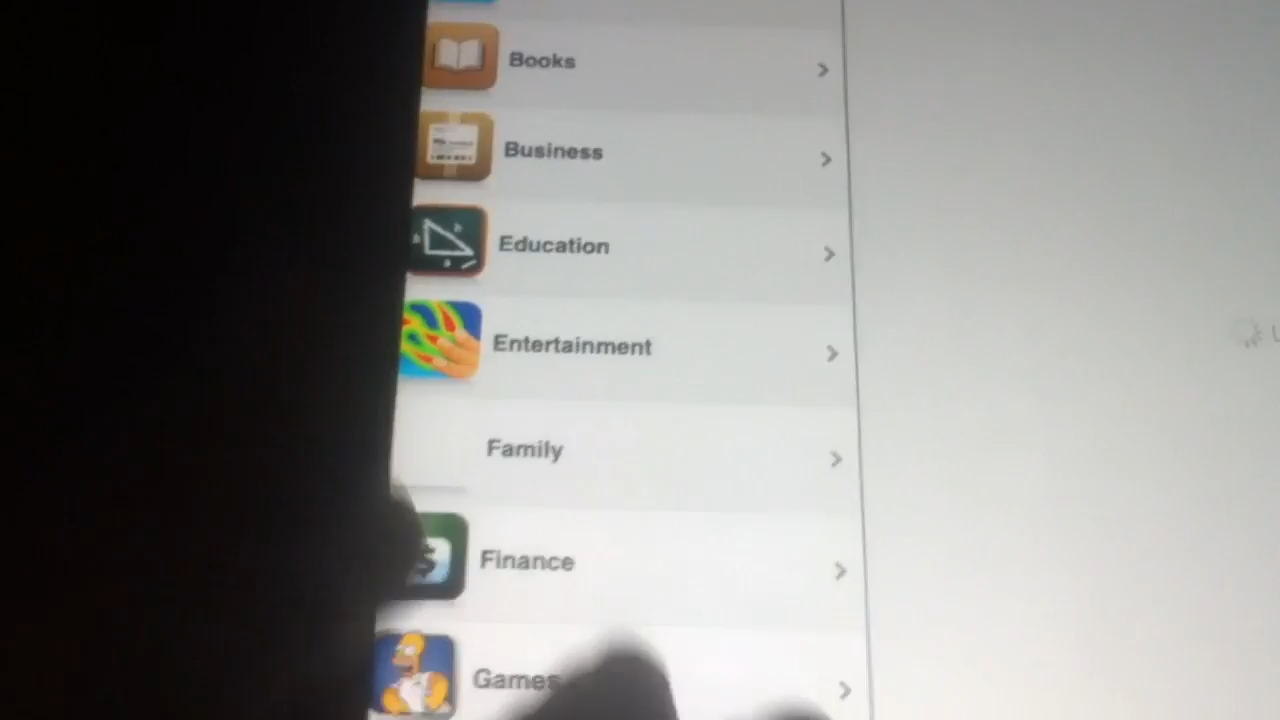 Books
Business
Education
Entertainment
Family
Finance
Games